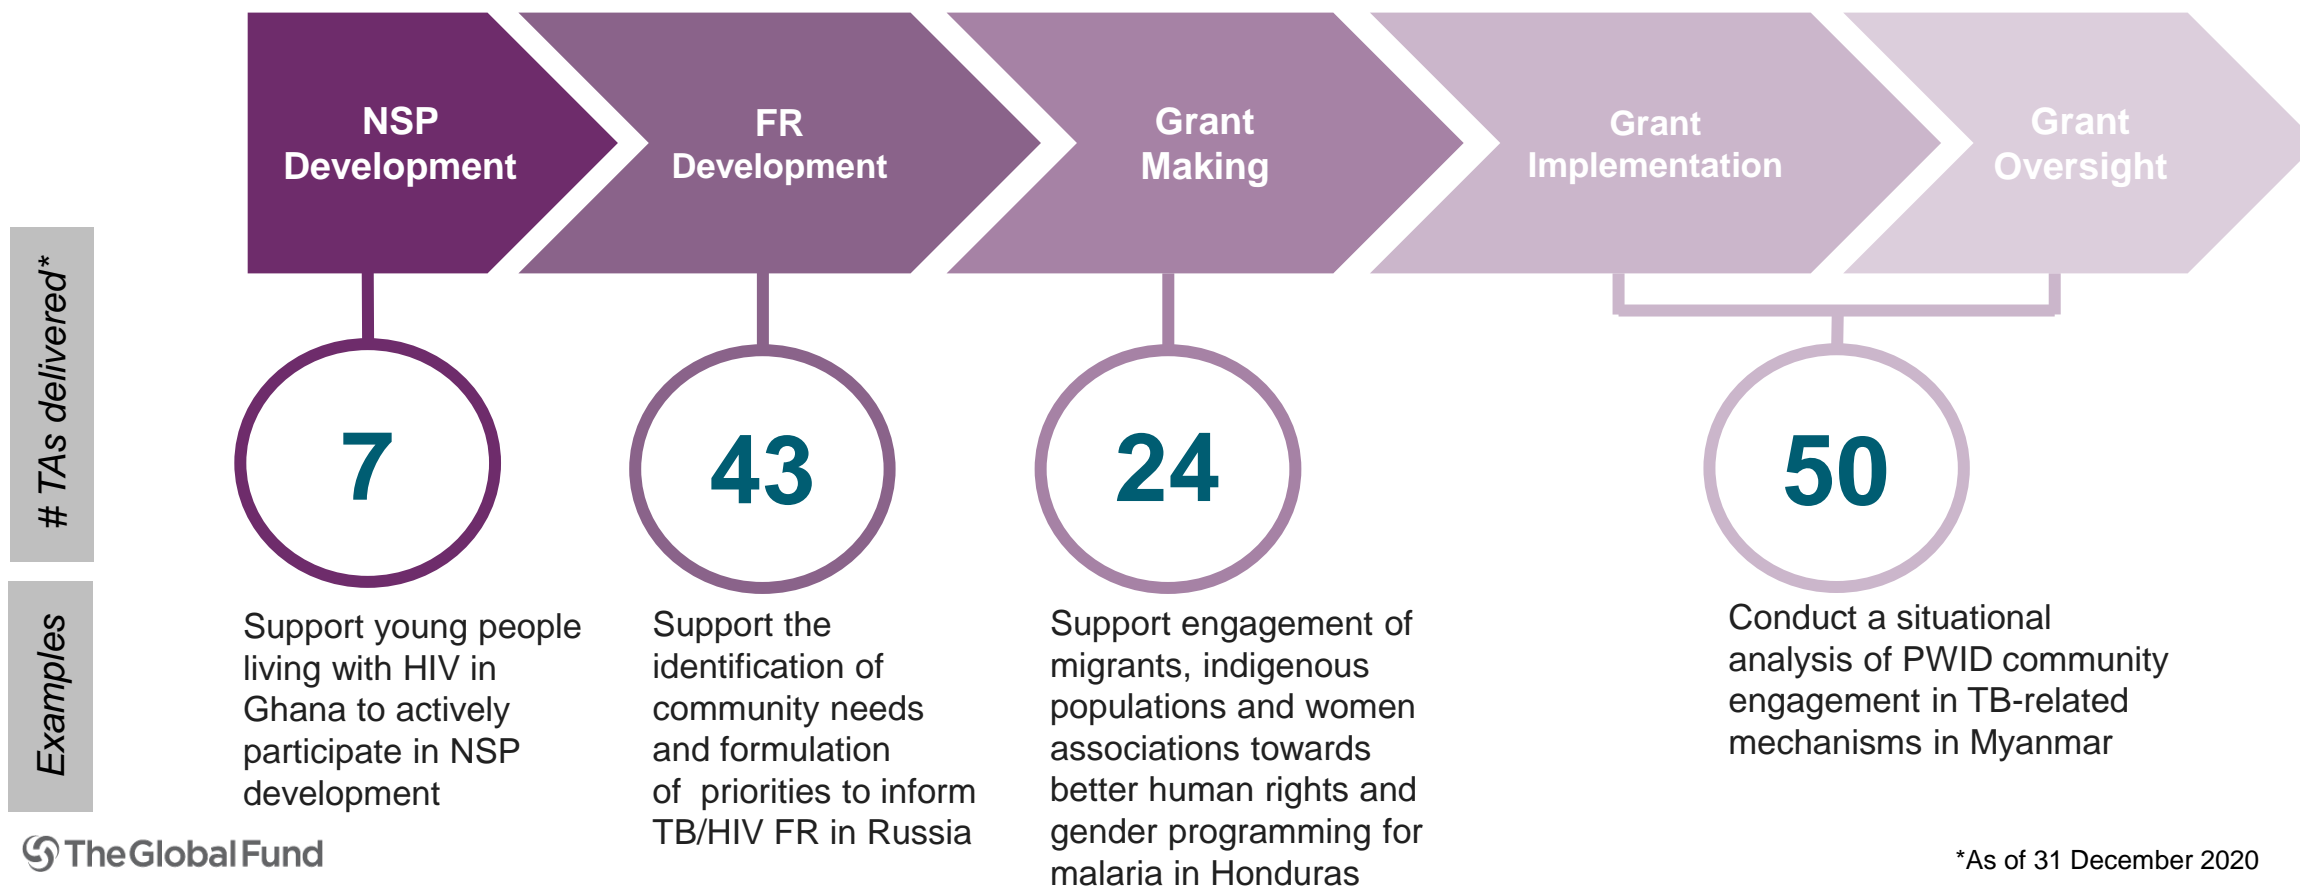 NSP
Development
FR
Development
Grant
Making
Grant
Implementation
Grant
Oversight
# TAs delivered*
7
43
24
50
Examples
Support young people
living with HIV in
Ghana to actively
participate in NSP
development
Support the
identification of
community needs
and formulation
of  priorities to inform
TB/HIV FR in Russia
Support engagement of
migrants, indigenous
populations and women
associations towards
better human rights and
gender programming for
malaria in Honduras
Conduct a situational
analysis of PWID community
engagement in TB-related
mechanisms in Myanmar
The Global Fund
*As of 31 December 2020